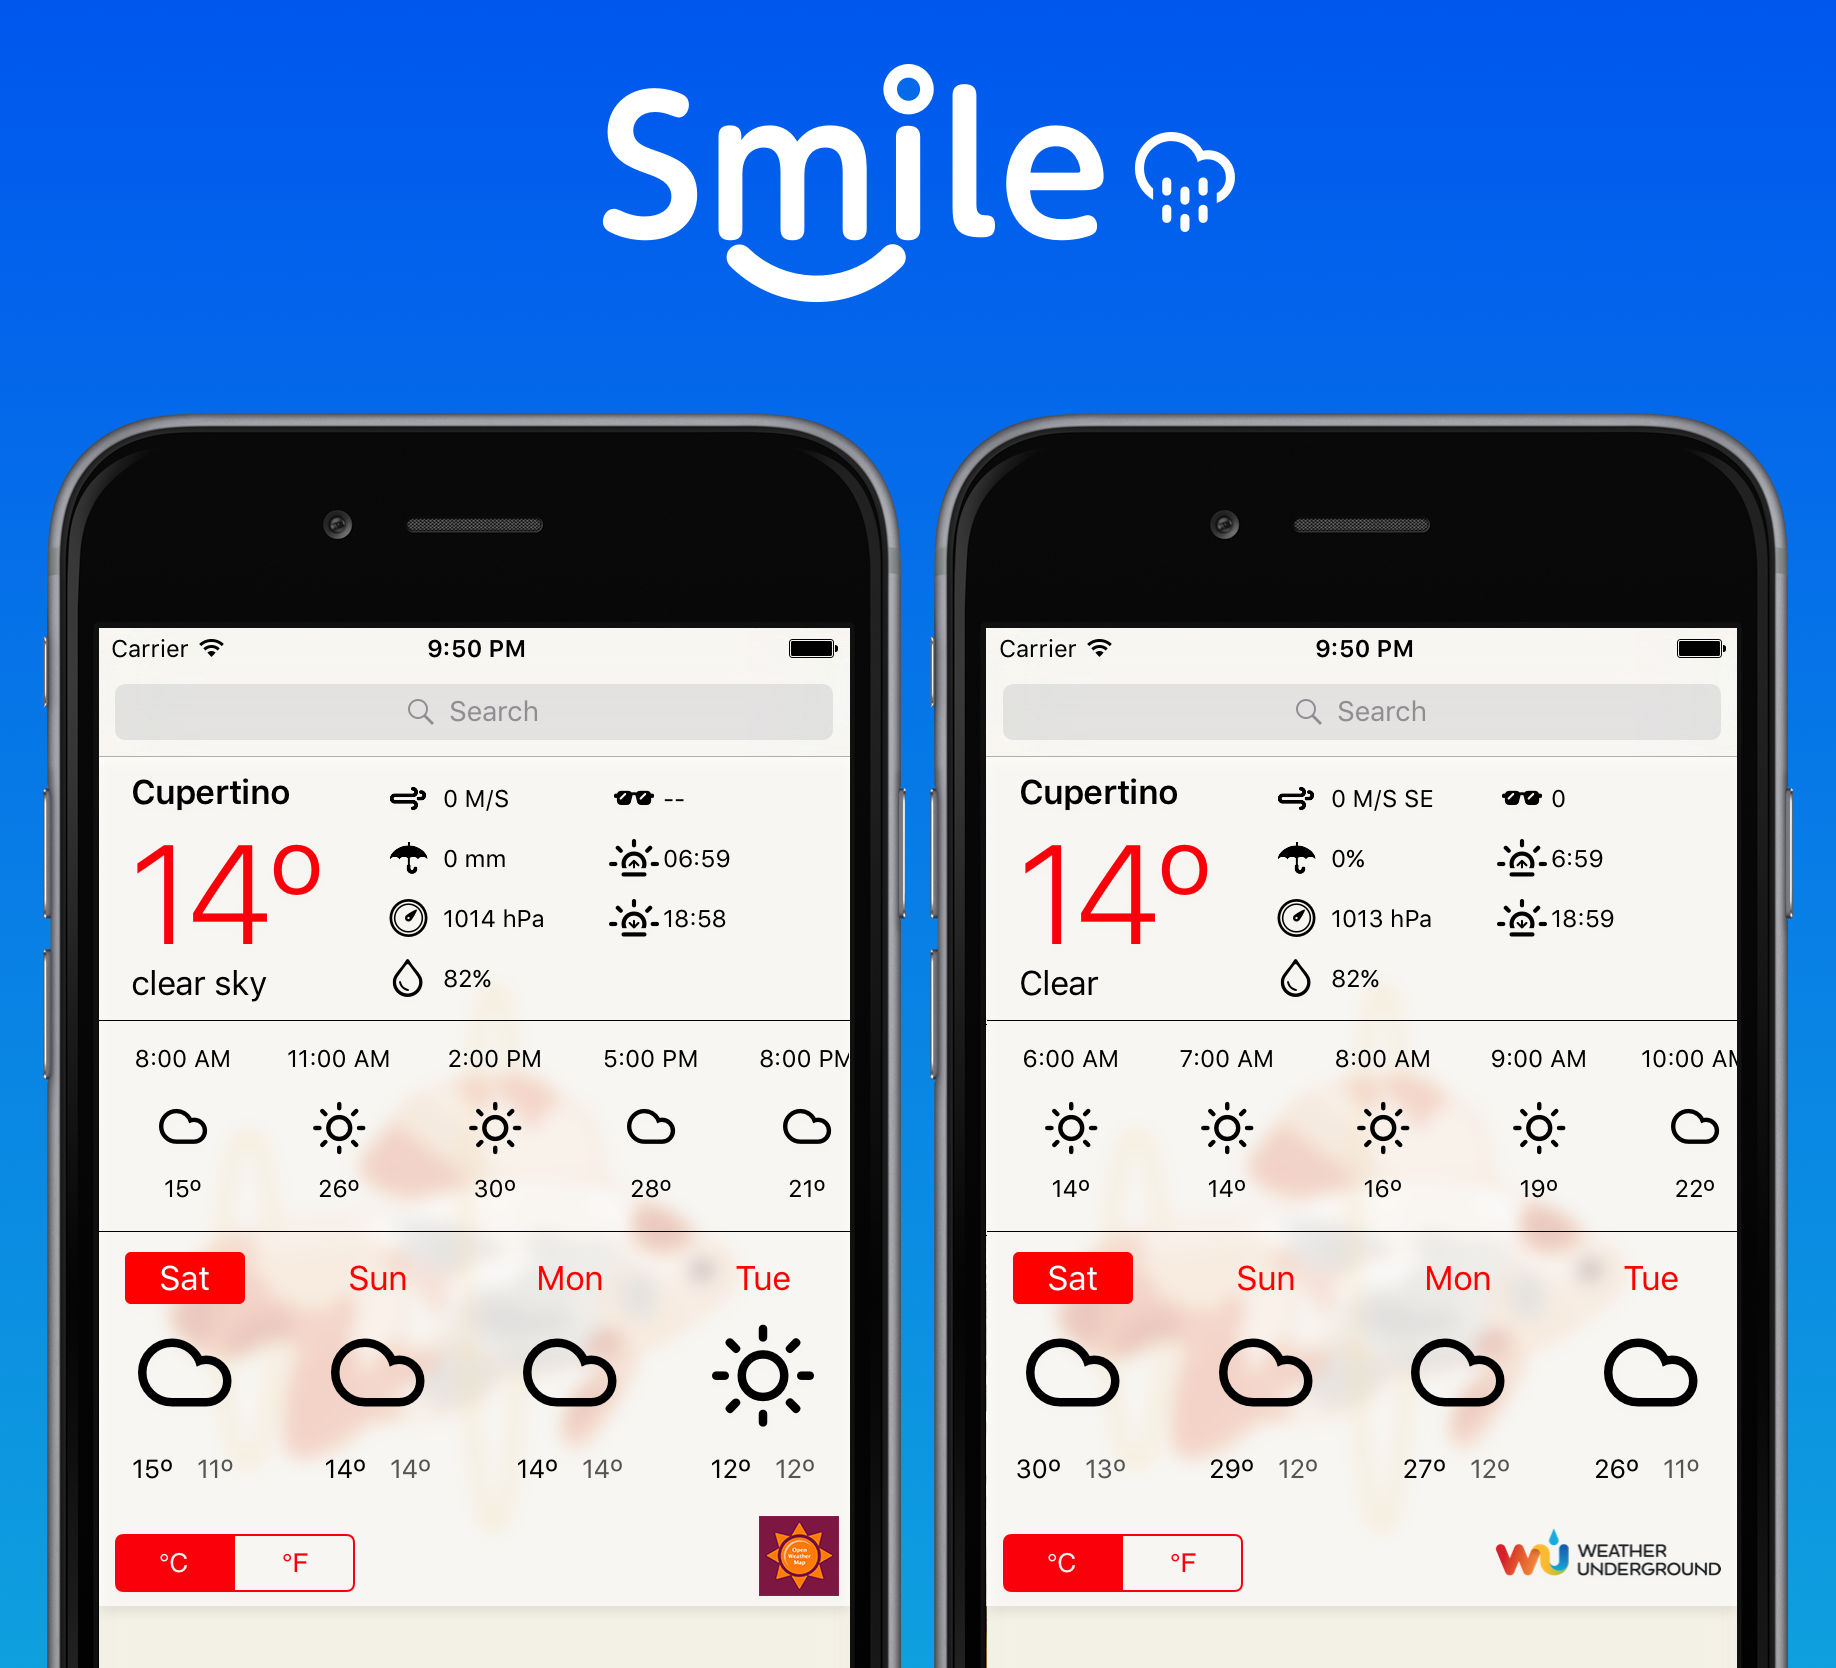 Smile
Carrier 9:50 PM
Search
Cupertino
14º
clear sky
0 M/S
0 mm
1014 hPa
82%
--
06:59
18:58
8:00 AM 11:00 AM 2:00 PM 5:00 PM 8:00 PM
15º 26º 30º 28º 21º
Sat Sun Mon Tue
15º 11º 14º 14º 14º 14º 12º 12º
°C °F
Open
Weather
Map
Carrier 9:50 PM
Search
Cupertino
14º
Clear
0 M/S SE
0%
1013 hPa
82%
0
6:59
18:59
6:00 AM 7:00 AM 8:00 AM 9:00 AM 10:00 AM
14º 14º 16º 19º 22º
Sat Sun Mon Tue
30º 13º 29º 12º 27º 12º 26º 11º
°C °F
WU WEATHER
UNDERGROUND